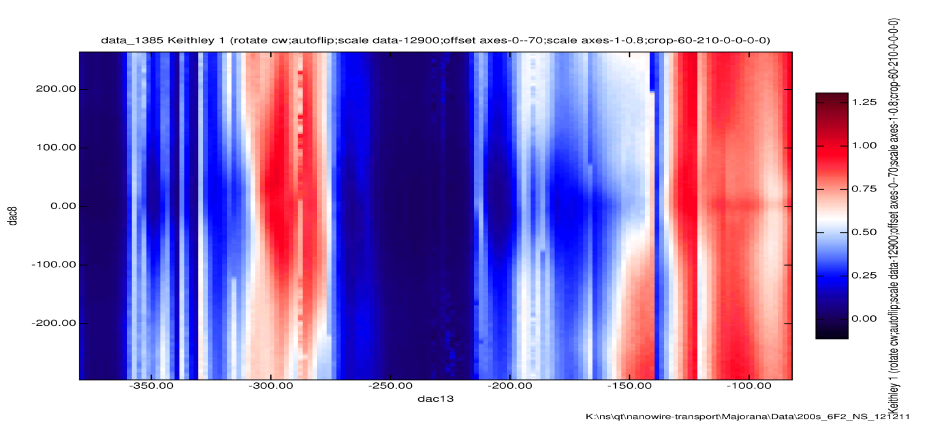 data_1385 Keithley 1 (rotate cw;autoflip;scale data-12900;offset axes-0--70;scale axes-1-0.8;crop-60-210-0-0-0-0)
200.00
100.00
0.00
-100.00
-200.00
dac8
-350.00 -300.00 -250.00 -200.00 -150.00 -100.00
dac13
1.25
1.00
0.75
0.50
0.25
0.00
Keithley 1 (rotate cw;autoflip;scale data-12900;offset axes-0--70;scale axes-1-0.8;crop-60-210-0-0-0-0)
K:\ns\qt\nanowire-transport\Majorana\Data\200s_6F2_NS_121211